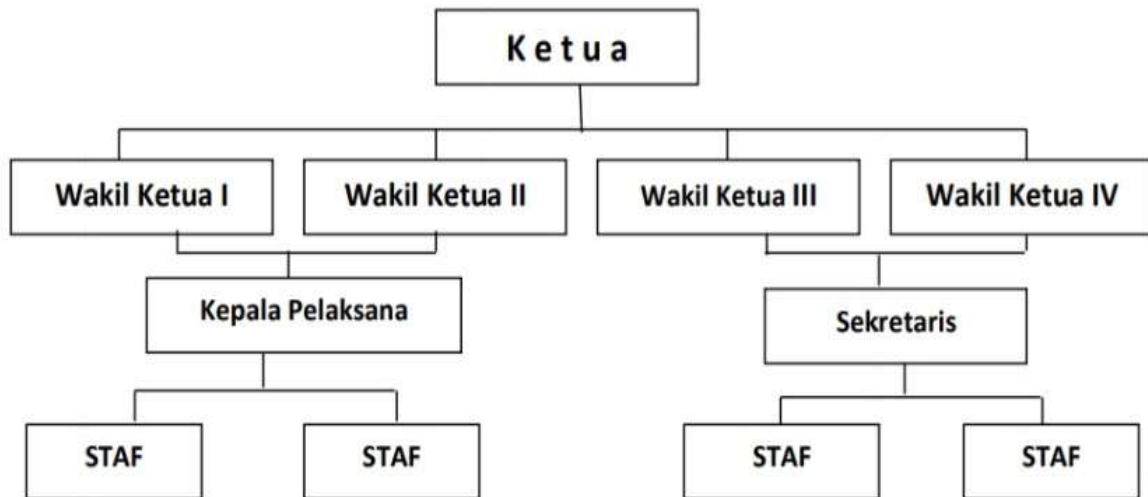 K e t u a
Wakil Ketua I
Wakil Ketua II
Wakil Ketua III
Wakil Ketua IV
Kepala Pelaksana
Sekretaris
STAF
STAF
STAF
STAF